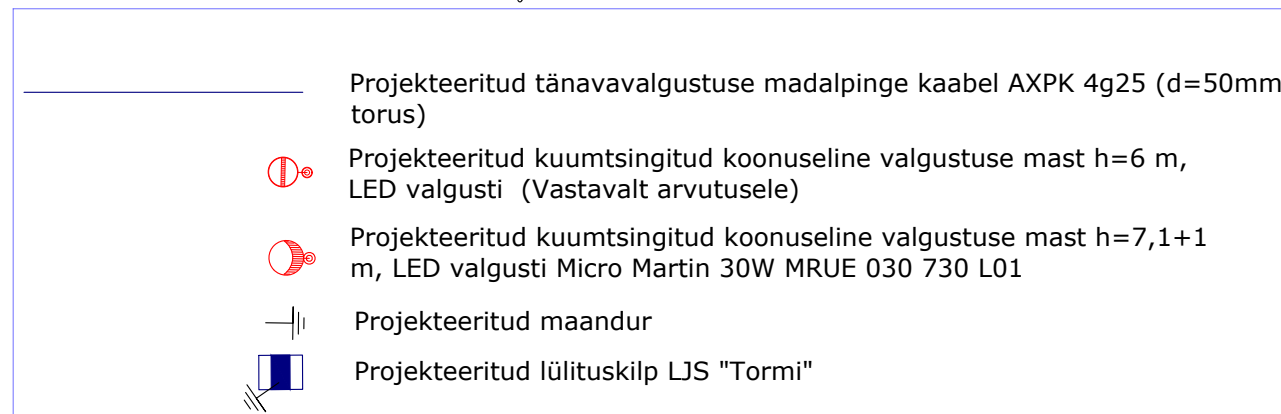 Projekteeritud tänavavalgustuse madalpinge kaabel AXPK 4g25 (d=50mm
torus)
Projekteeritud kuumtsingitud koonuseline valgustuse mast h=6 m,
LED valgusti (Vastavalt arvutusele)
Projekteeritud kuumtsingitud koonuseline valgustuse mast h=7,1+1
m, LED valgusti Micro Martin 30W MRUE 030 730 L01
Projekteeritud maandur
Projekteeritud lülituskilp LJS "Tormi"